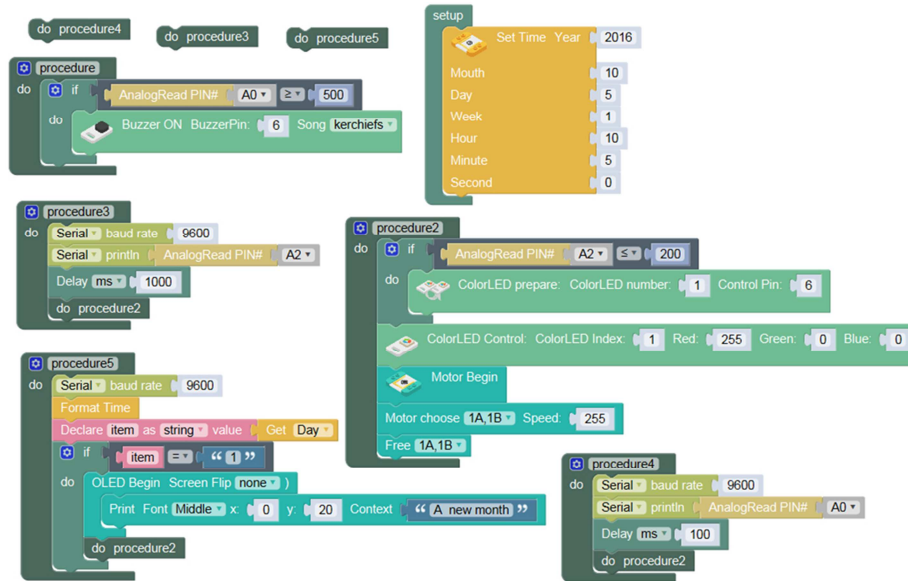 do procedure4
do procedure3
do procedure5
procedure
do if AnalogRead PIN# A0 ≥ 500
do Buzzer ON BuzzerPin: 6 Song kerchiefs
setup
Set Time Year 2016
Mouth 10
Day 5
Week 1
Hour 10
Minute 5
Second 0
procedure3
do Serial baud rate 9600
Serial println AnalogRead PIN# A2
Delay ms 1000
do procedure2
procedure2
do if AnalogRead PIN# A2 ≤ 200
do ColorLED prepare: ColorLED number: 1 Control Pin: 6
ColorLED Control: ColorLED Index: 1 Red: 255 Green: 0 Blue: 0
Motor Begin
Motor choose 1A,1B Speed: 255
Free 1A,1B
procedure5
do Serial baud rate 9600
Format Time
Declare item as string value Get Day
if item = “ 1 ”
do OLED Begin Screen Flip none )
Print Font Middle x: 0 y: 20 Context “ A new month ”
do procedure2
procedure4
do Serial baud rate 9600
Serial println AnalogRead PIN# A0
Delay ms 100
do procedure2